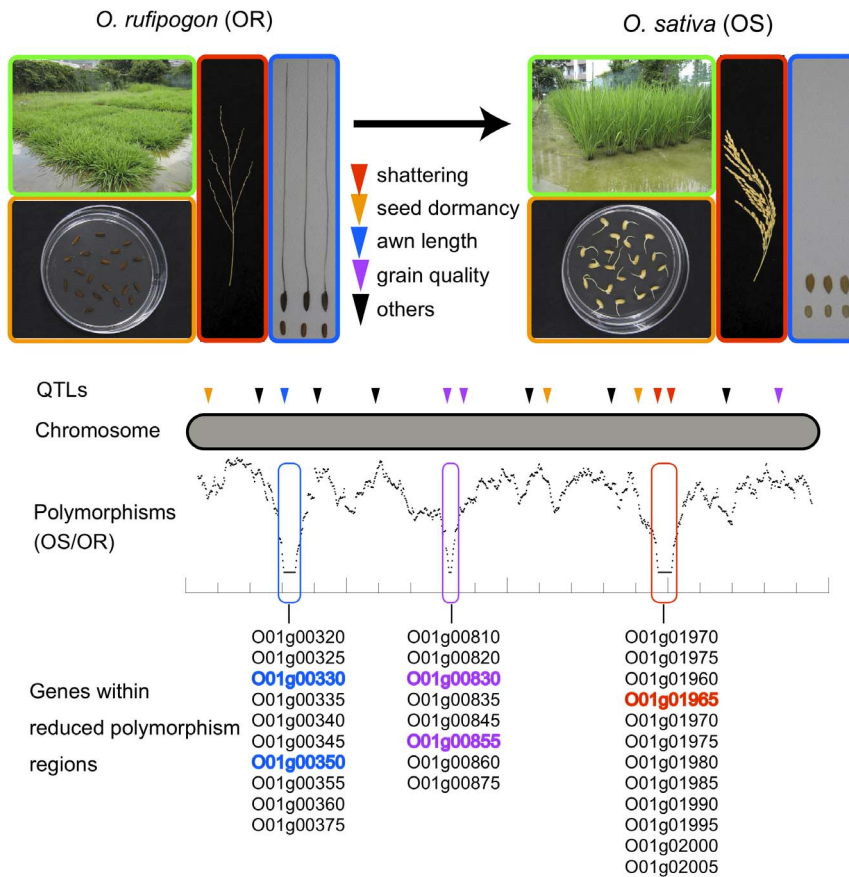 O. rufipogon (OR)
O. sativa (OS)
shattering
seed dormancy
awn length
grain quality
others
QTLs
Chromosome
Polymorphisms
(OS/OR)
Genes within
reduced polymorphism
regions
O01g00320
O01g00325
O01g00330
O01g00335
O01g00340
O01g00345
O01g00350
O01g00355
O01g00360
O01g00375
O01g00810
O01g00820
O01g00830
O01g00835
O01g00845
O01g00855
O01g00860
O01g00875
O01g01970
O01g01975
O01g01960
O01g01965
O01g01970
O01g01975
O01g01980
O01g01985
O01g01990
O01g01995
O01g02000
O01g02005